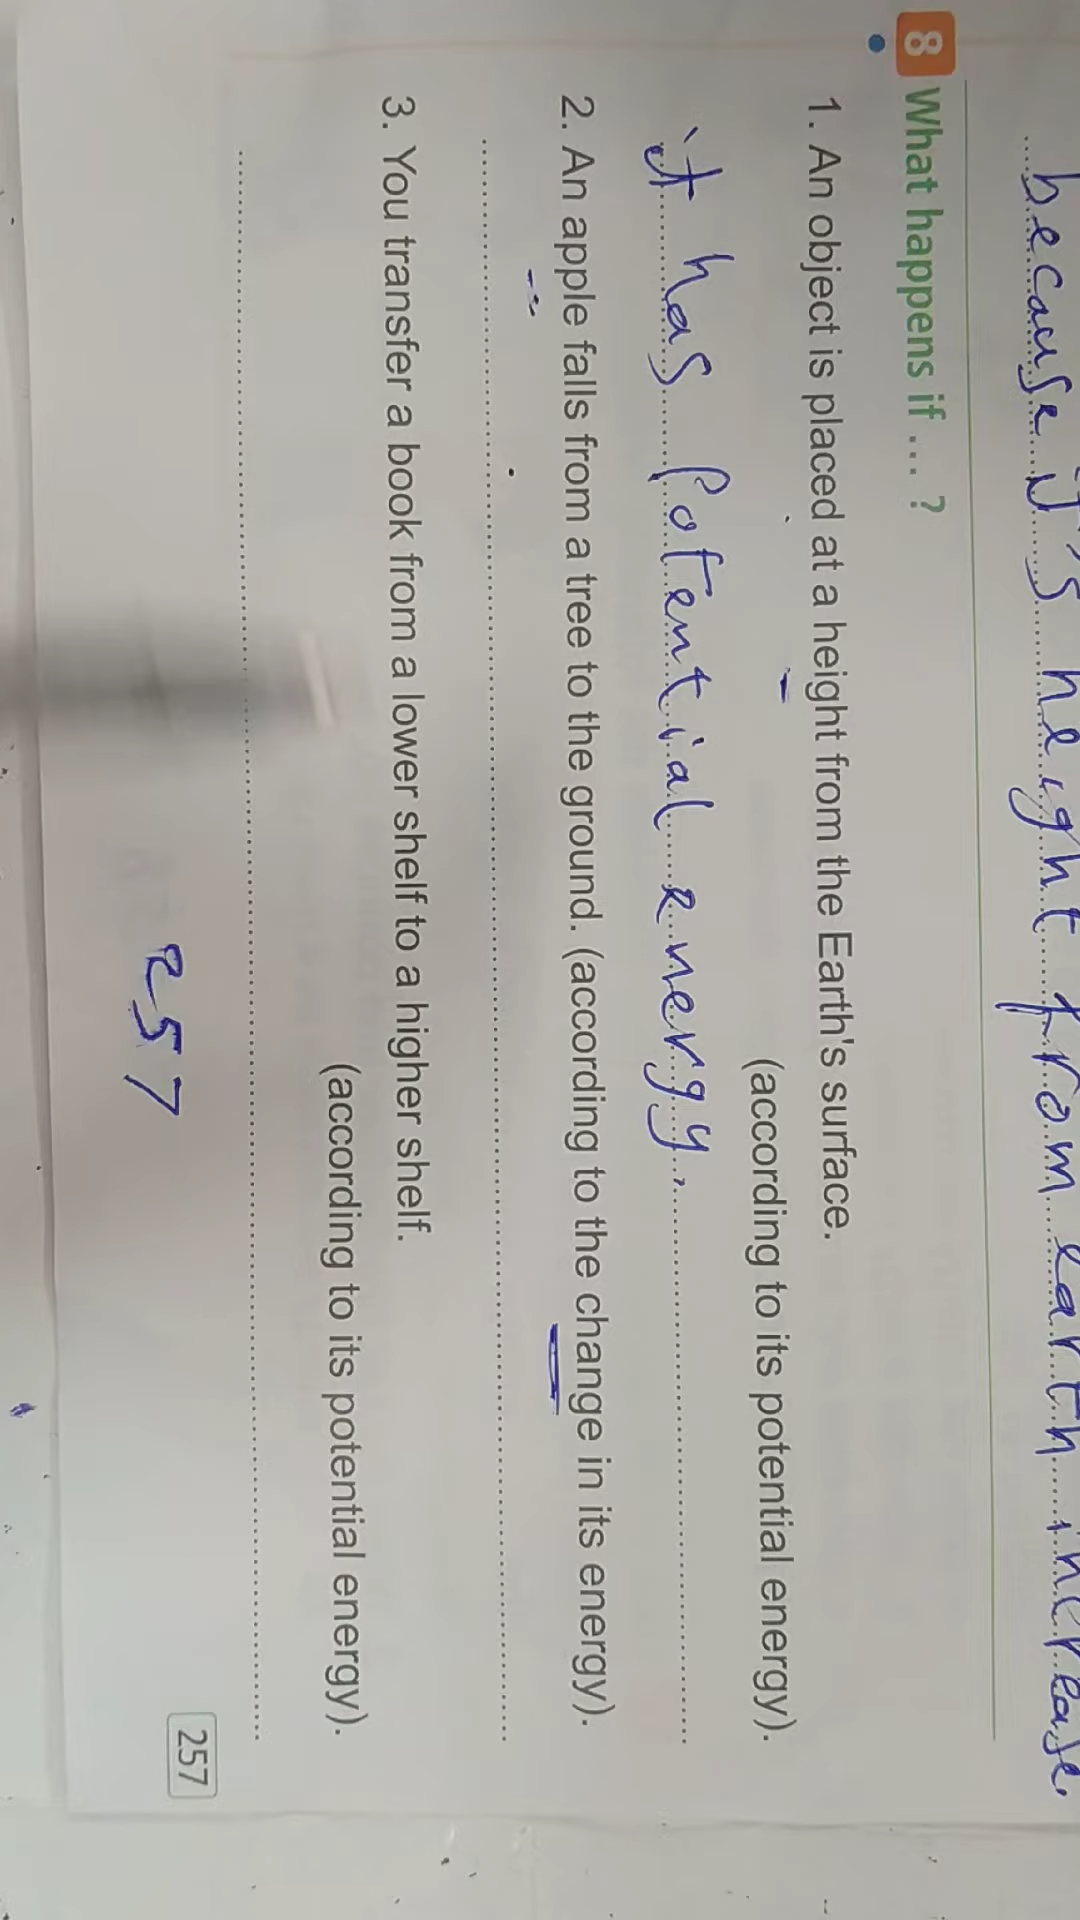 because it's height from earth increase.
8 What happens if ... ?
1. An object is placed at a height from the Earth's surface.
(according to its potential energy).
it has Potential energy.
2. An apple falls from a tree to the ground. (according to the change in its energy).
3. You transfer a book from a lower shelf to a higher shelf.
(according to its potential energy).
257
257